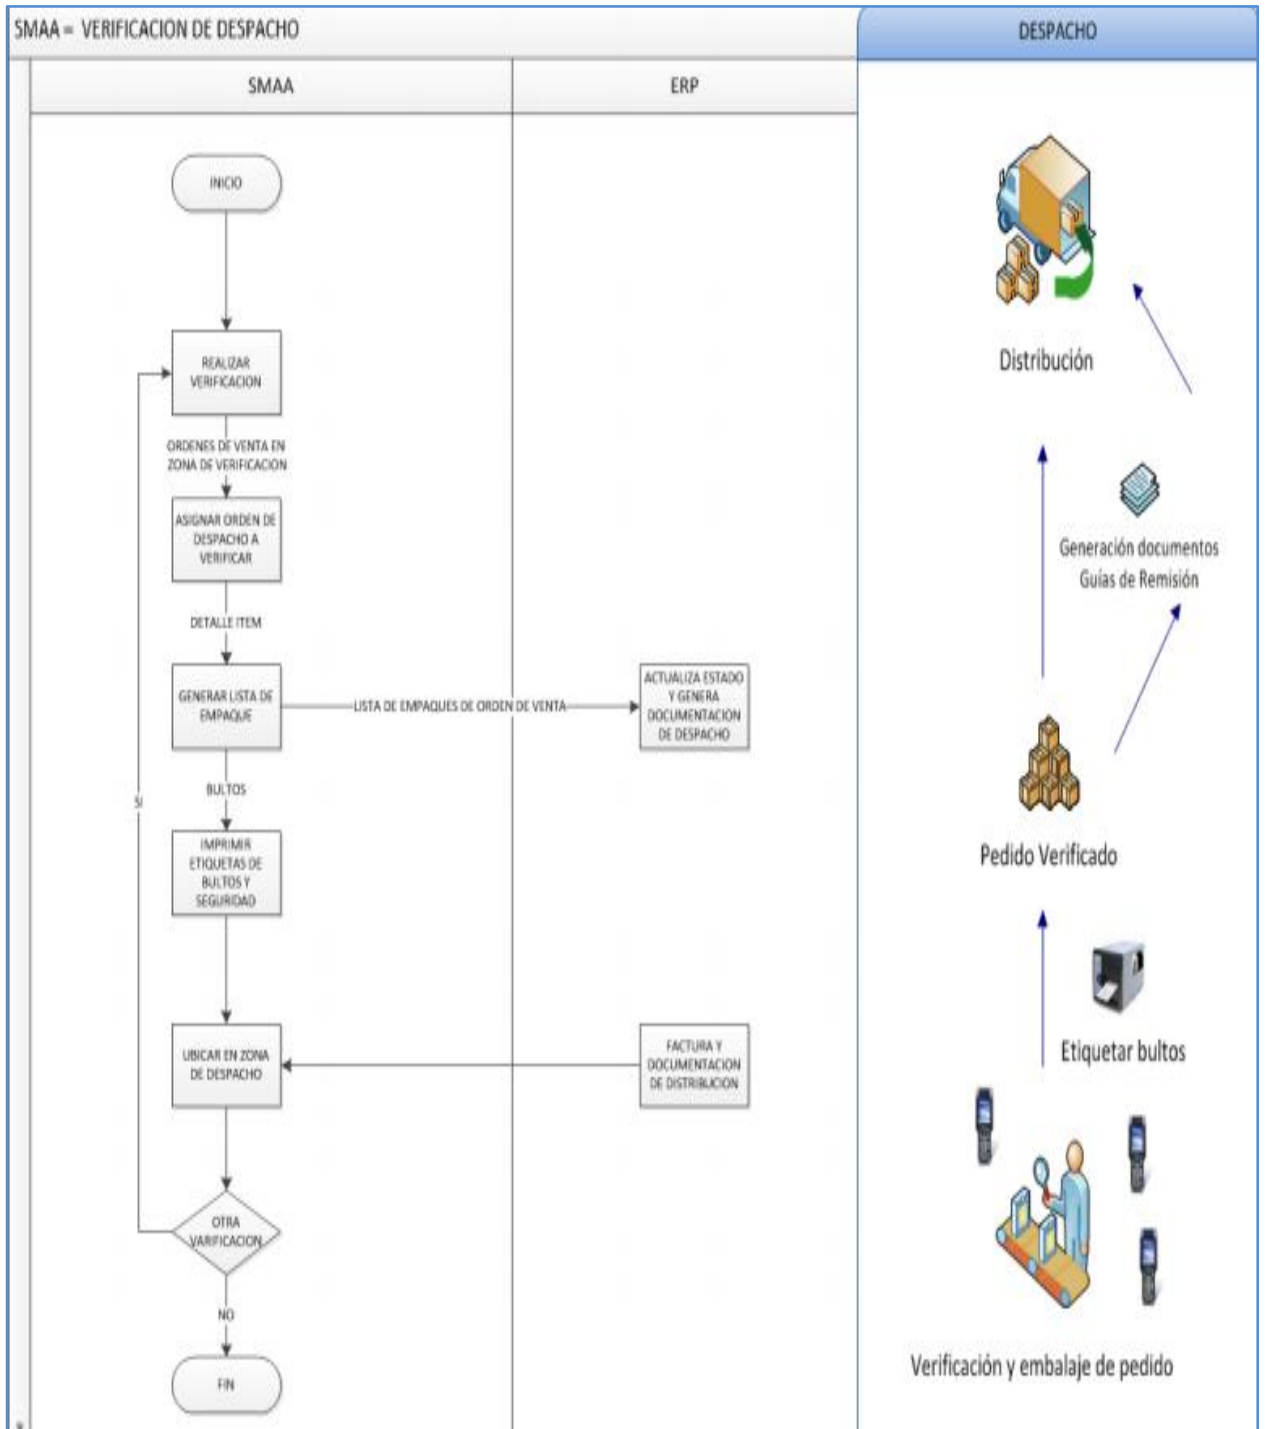 SMAA = VERIFICACION DE DESPACHO
SMAA
ERP
INICIO
REALIZAR
VERIFICACION
ORDENES DE VENTA EN
ZONA DE VERIFICACION
ASIGNAR ORDEN DE
DESPACHO A
VERIFICAR
DETALLE ITEM
GENERAR LISTA DE
EMPAQUE
LISTA DE EMPAQUES DE ORDEN DE VENTA
ACTUALIZA ESTADO
Y GENERA
DOCUMENTACION
DE DESPACHO
BULTOS
SI
IMPRIMIR
ETIQUETAS DE
BULTOS Y
SEGURIDAD
UBICAR EN ZONA
DE DESPACHO
FACTURA Y
DOCUMENTACION
DE DISTRIBUCION
OTRA
VARIFICACION
NO
FIN
DESPACHO
Distribución
Generación documentos
Guías de Remisión
Pedido Verificado
Etiquetar bultos
Verificación y embalaje de pedido